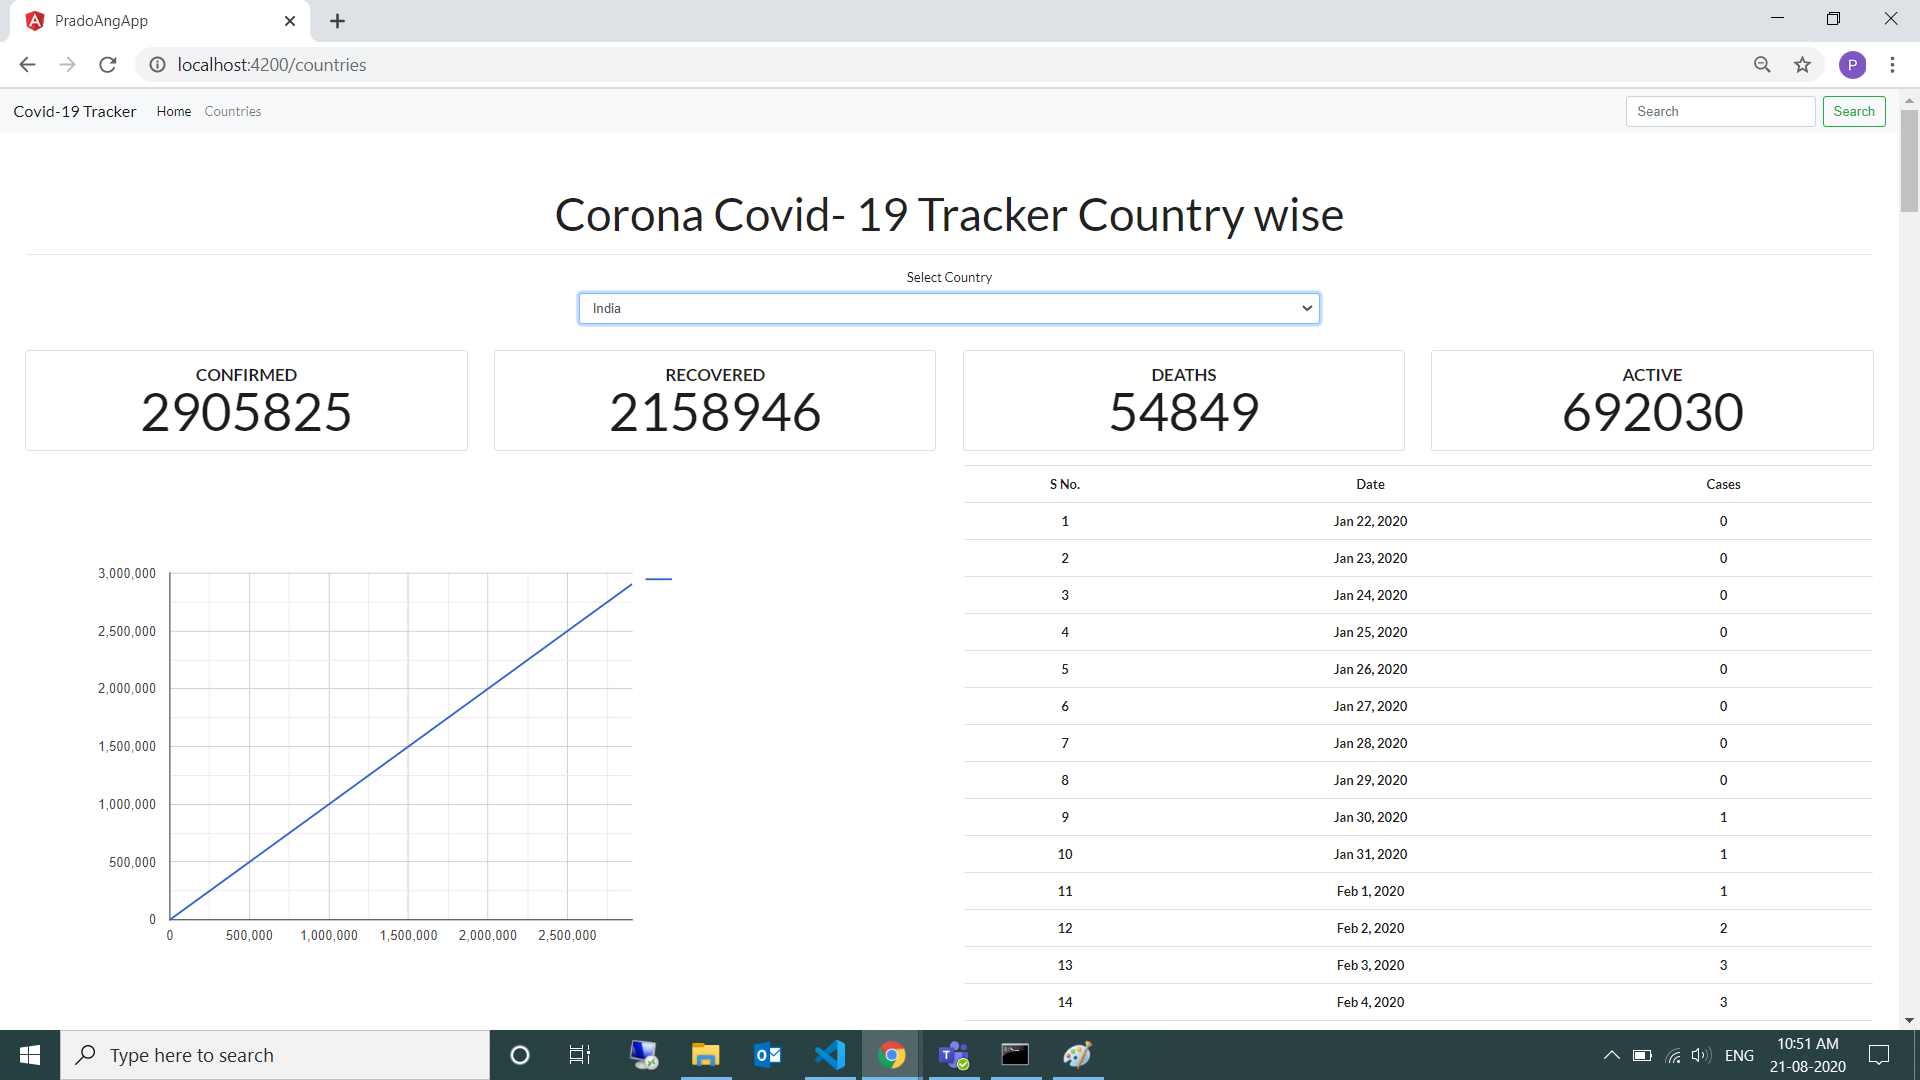 PradoAngApp
localhost:4200/countries
P
Covid-19 Tracker Home Countries Search Search
Corona Covid- 19 Tracker Country wise
Select Country
India
CONFIRMED
2905825
RECOVERED
2158946
DEATHS
54849
ACTIVE
692030
3,000,000
2,500,000
2,000,000
1,500,000
1,000,000
500,000
0
0 500,000 1,000,000 1,500,000 2,000,000 2,500,000
S No. Date Cases
1 Jan 22, 2020 0
2 Jan 23, 2020 0
3 Jan 24, 2020 0
4 Jan 25, 2020 0
5 Jan 26, 2020 0
6 Jan 27, 2020 0
7 Jan 28, 2020 0
8 Jan 29, 2020 0
9 Jan 30, 2020 1
10 Jan 31, 2020 1
11 Feb 1, 2020 1
12 Feb 2, 2020 2
13 Feb 3, 2020 3
14 Feb 4, 2020 3
Type here to search
ENG
10:51 AM
21-08-2020